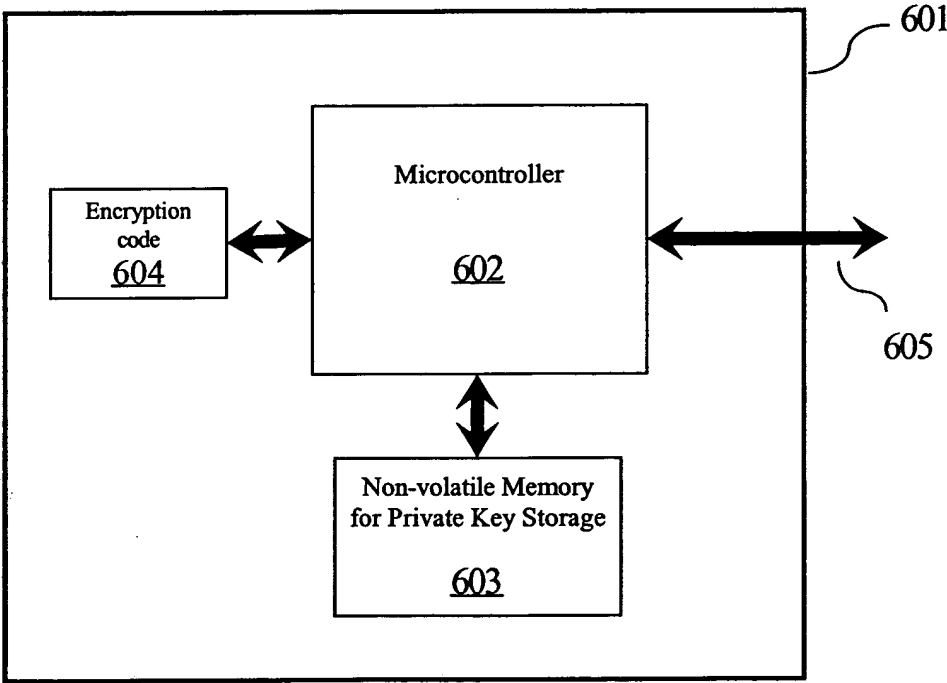 601
Microcontroller
602
Encryption
code
604
605
Non-volatile Memory
for Private Key Storage
603